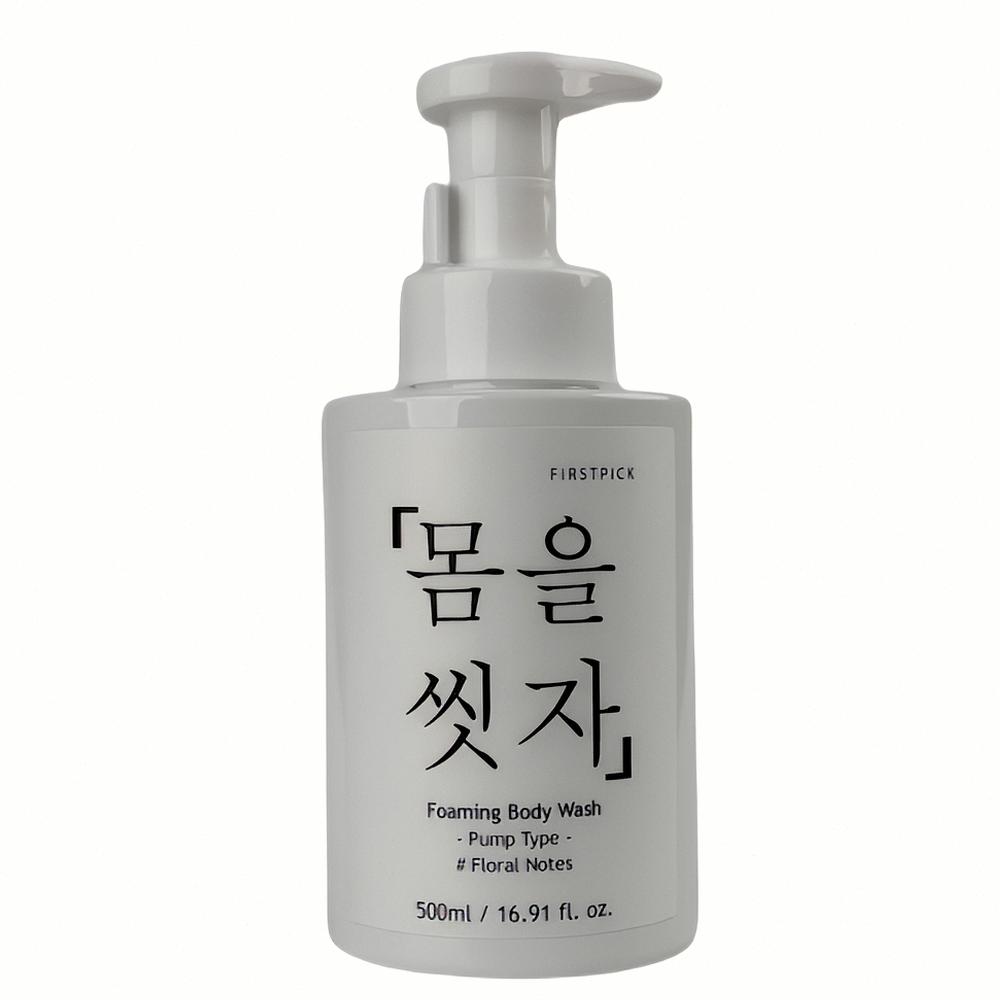 FIRSTPICK
「몸을
씻자」
Foaming Body Wash
- Pump Type -
# Floral Notes
500ml / 16.91 fl. oz.